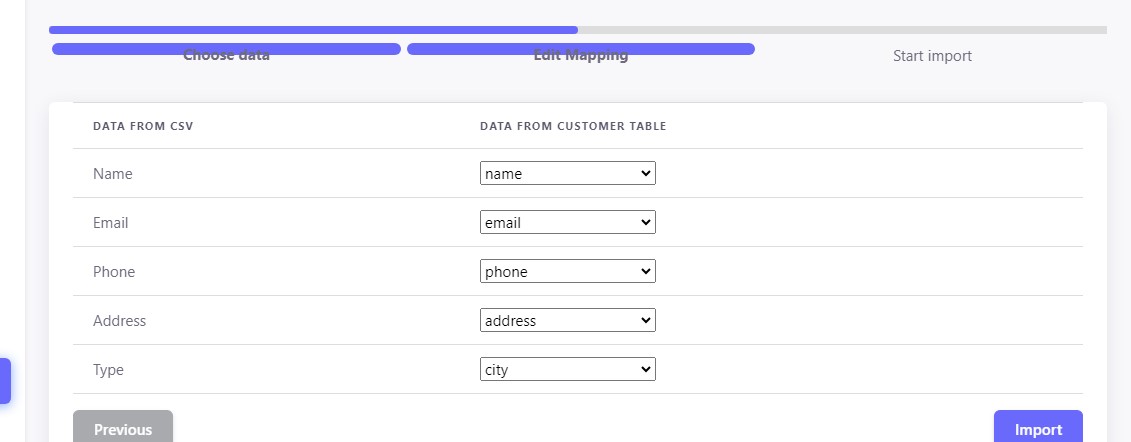 Choose data Edit Mapping Start import
DATA FROM CSV DATA FROM CUSTOMER TABLE
Name name
Email email
Phone phone
Address address
Type city
Previous Import